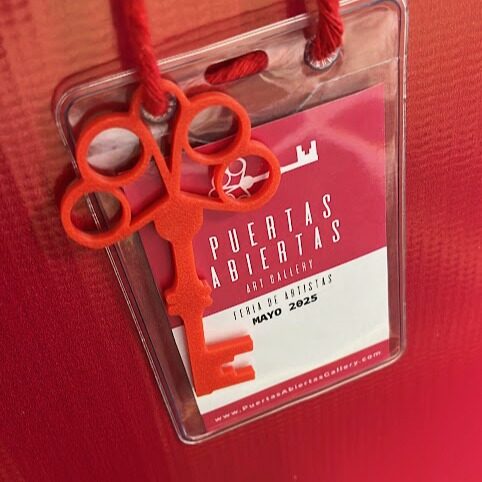 PUERTAS
ABIERTAS
ART GALLERY
FERIA DE ARTISTAS
MAYO 2025
www.PuertasAbiertasGallery.com